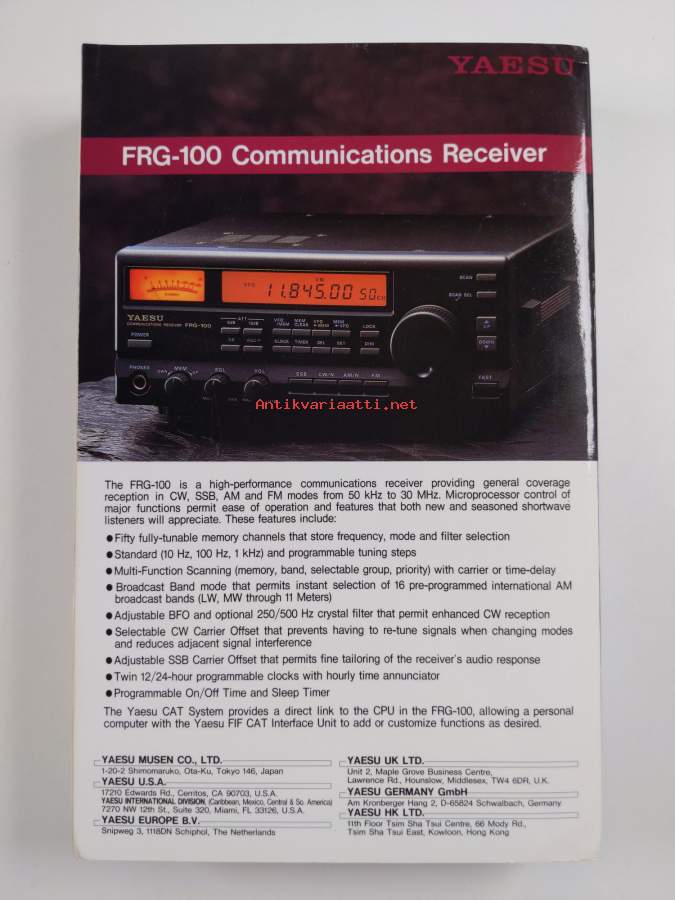 YAESU
FRG-100 Communications Receiver
11.845.00 50CH
YAESU
COMMUNICATIONS RECEIVER FRG-100
POWER
ATT
LOCK
CLOCK TIMER SEL SET DIM
SCAN
SCAN SEL
UP
DOWN
FAST
PHONES
SSB CW/N AM/N FM
Antikvariaatti.net
The FRG-100 is a high-performance communications receiver providing general coverage
reception in CW, SSB, AM and FM modes from 50 kHz to 30 MHz. Microprocessor control of
major functions permit ease of operation and features that both new and seasoned shortwave
listeners will appreciate. These features include:
● Fifty fully-tunable memory channels that store frequency, mode and filter selection
● Standard (10 Hz, 100 Hz, 1 kHz) and programmable tuning steps
● Multi-Function Scanning (memory, band, selectable group, priority) with carrier or time-delay
● Broadcast Band mode that permits instant selection of 16 pre-programmed international AM
broadcast bands (LW, MW through 11 Meters)
● Adjustable BFO and optional 250/500 Hz crystal filter that permit enhanced CW reception
● Selectable CW Carrier Offset that prevents having to re-tune signals when changing modes
and reduces adjacent signal interference
● Adjustable SSB Carrier Offset that permits fine tailoring of the receiver's audio response
● Twin 12/24-hour programmable clocks with hourly time annunciator
● Programmable On/Off Time and Sleep Timer
The Yaesu CAT System provides a direct link to the CPU in the FRG-100, allowing a personal
computer with the Yaesu FIF CAT Interface Unit to add or customize functions as desired.
YAESU MUSEN CO., LTD.
1-20-2 Shimomaruko, Ota-Ku, Tokyo 146, Japan
YAESU U.S.A.
17210 Edwards Rd., Cerritos, CA 90703, U.S.A.
YAESU INTERNATIONAL DIVISION, (Caribbean, Mexico, Central & So. America)
7270 NW 12th St., Suite 320, Miami, FL 33126, U.S.A.
YAESU EUROPE B.V.
Snipweg 3, 1118DN Schiphol, The Netherlands
YAESU UK LTD.
Unit 2, Maple Grove Business Centre,
Lawrence Rd., Hounslow, Middlesex, TW4 6DR, U.K.
YAESU GERMANY GmbH
Am Kronberger Hang 2, D-65824 Schwalbach, Germany
YAESU HK LTD.
11th Floor Tsim Sha Tsui Centre, 66 Mody Rd.,
Tsim Sha Tsui East, Kowloon, Hong Kong